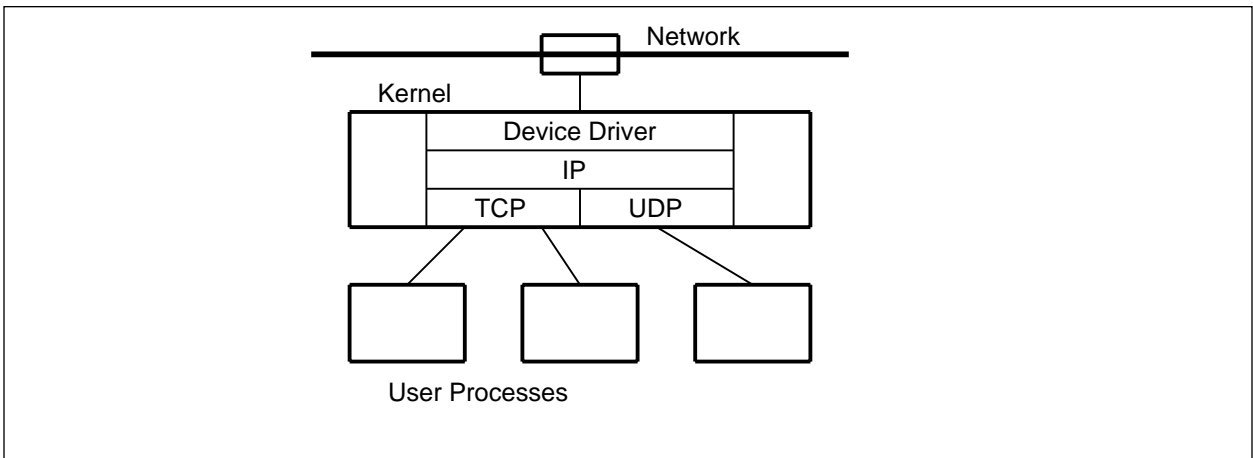 Network
Kernel
Device Driver
IP
TCP UDP
User Processes